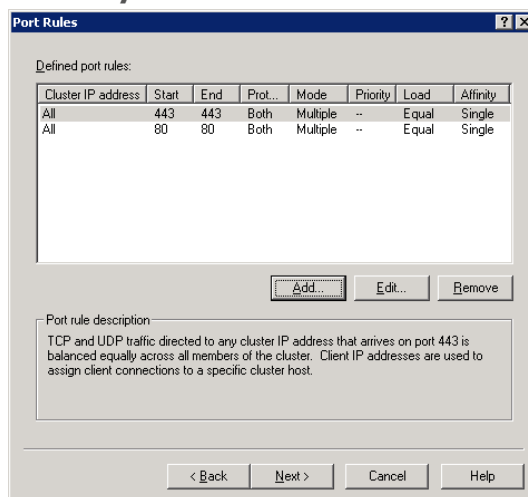 Port Rules
Defined port rules:
Cluster IP address Start End Prot... Mode Priority Load Affinity
All 443 443 Both Multiple -- Equal Single
All 80 80 Both Multiple -- Equal Single
Add... Edit... Remove
Port rule description
TCP and UDP traffic directed to any cluster IP address that arrives on port 443 is
balanced equally across all members of the cluster. Client IP addresses are used to
assign client connections to a specific cluster host.
< Back Next > Cancel Help